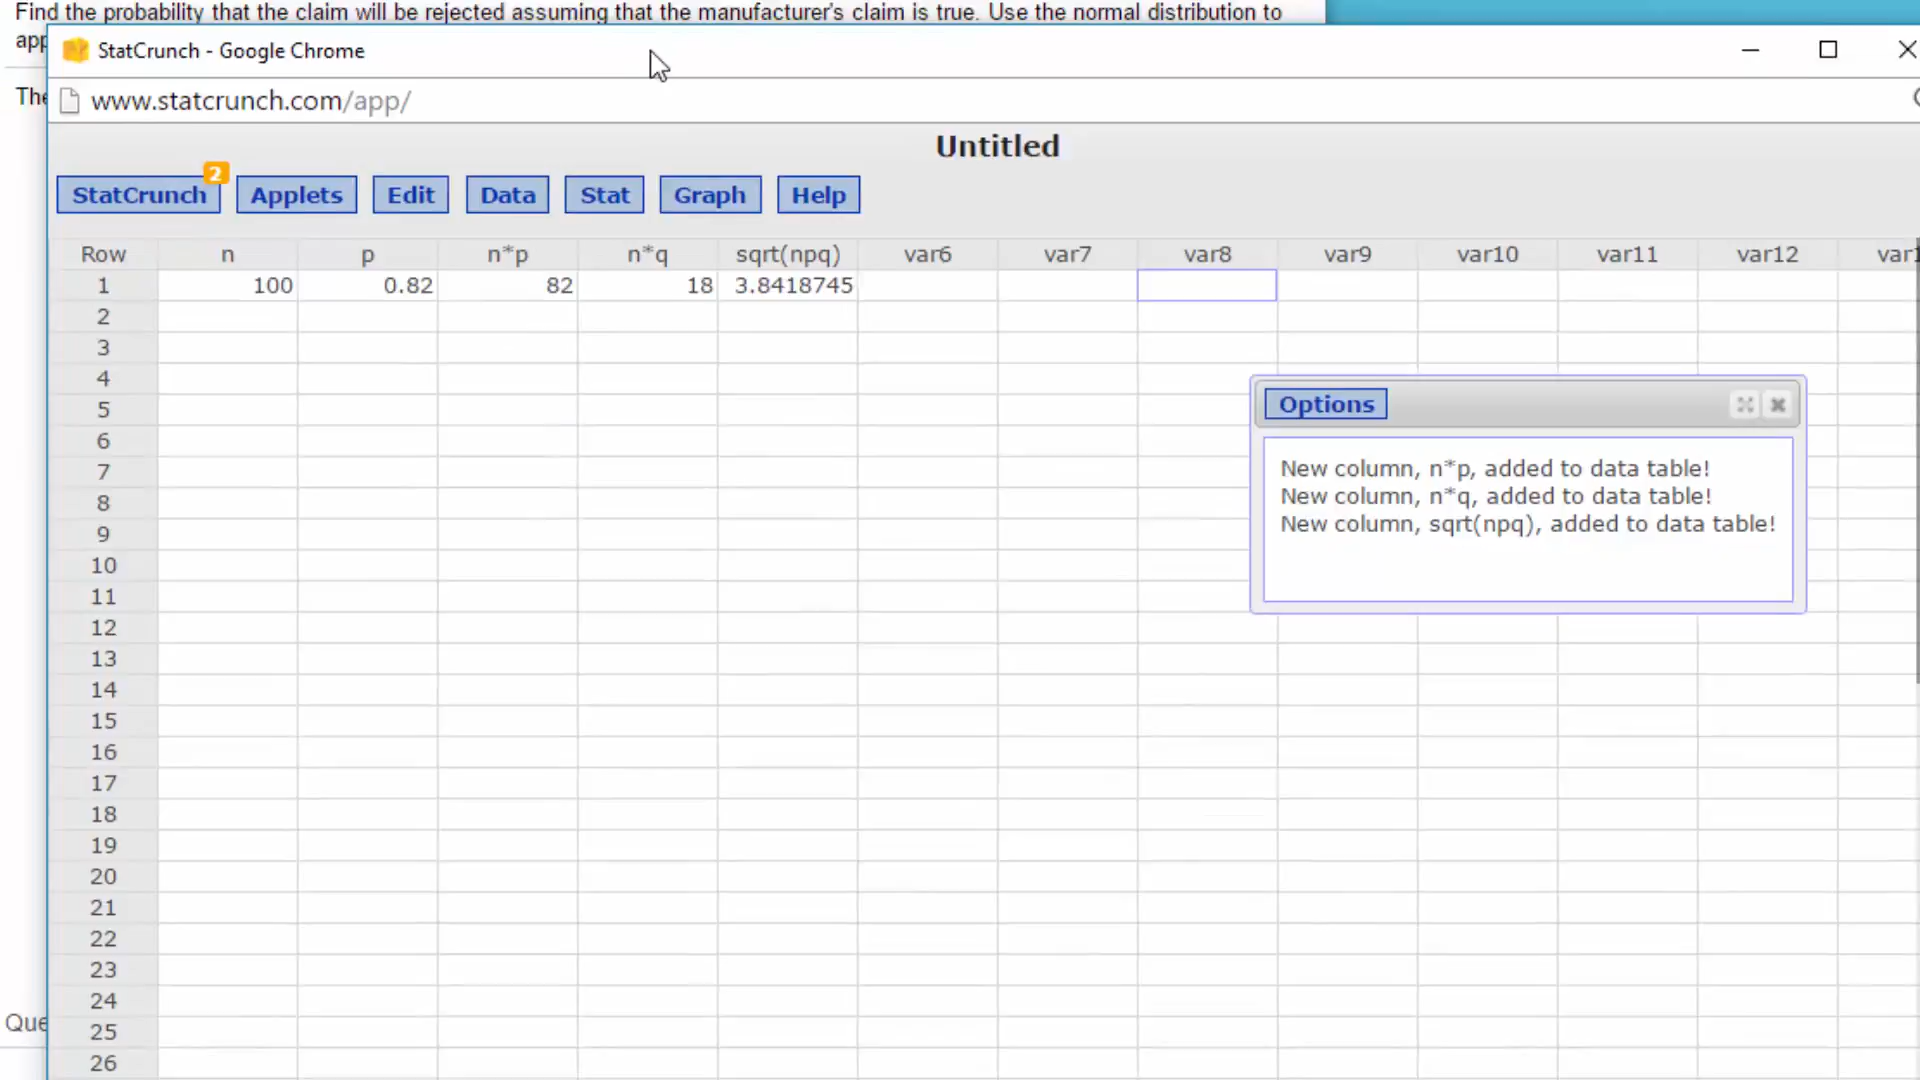 Find the probability that the claim will be rejected assuming that the manufacturer's claim is true. Use the normal distribution to
app
StatCrunch - Google Chrome
The
www.statcrunch.com/app/
Untitled
2
StatCrunch Applets Edit Data Stat Graph Help
Row n p n*p n*q sqrt(npq) var6 var7 var8 var9 var10 var11 var12 var1
1 100 0.82 82 18 3.8418745
2
3
4
Options
5
6
New column, n*p, added to data table!
7
New column, n*q, added to data table!
8
New column, sqrt(npq), added to data table!
9
10
11
12
13
14
15
16
17
18
19
20
21
22
23
24
Que
25
26